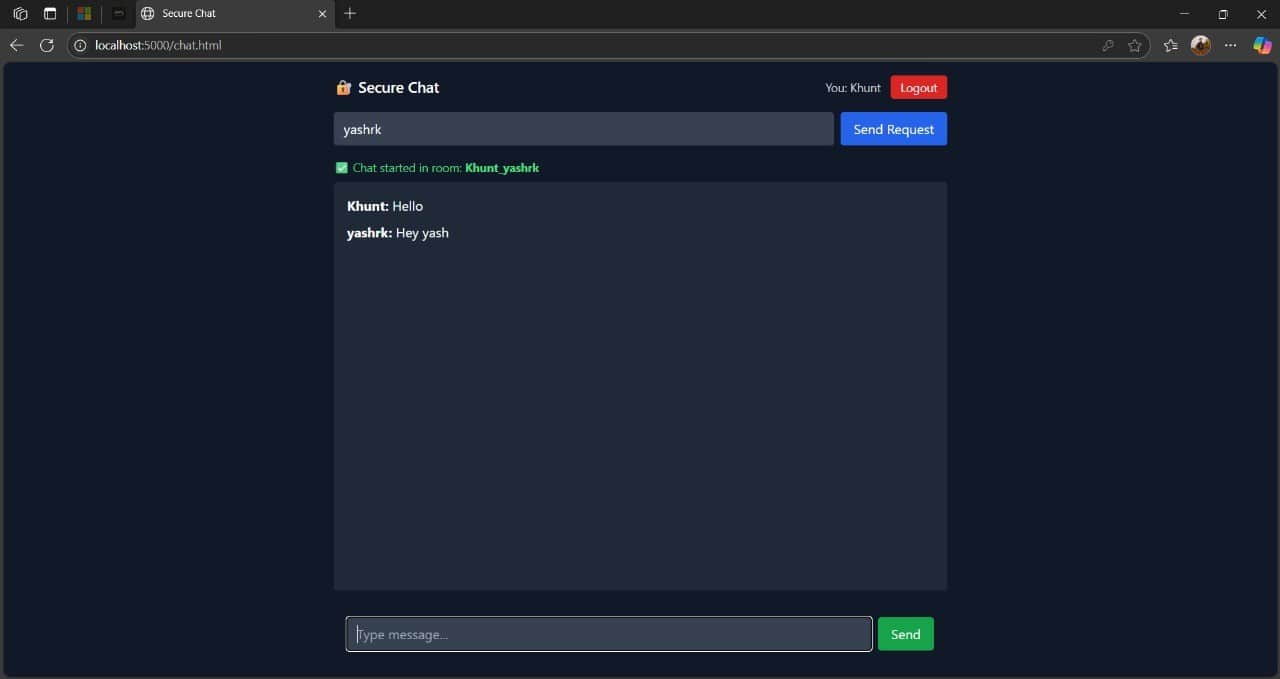 Secure Chat
localhost:5000/chat.html
🔐 Secure Chat
You: Khunt
Logout
yashrk
Send Request
✅ Chat started in room: Khunt_yashrk
Khunt: Hello
yashrk: Hey yash
Type message...
Send